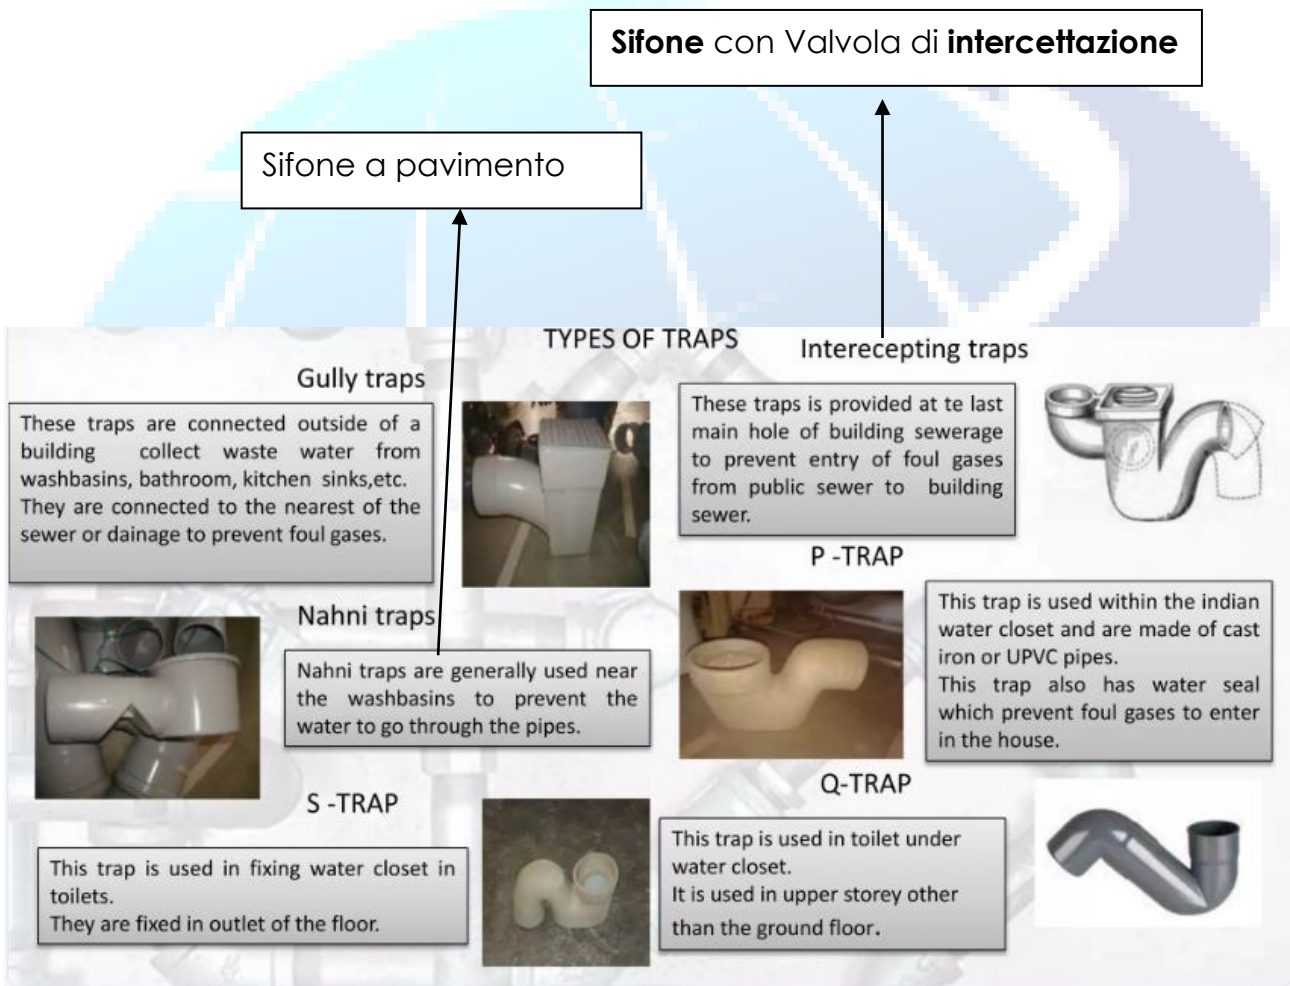 Sifone con Valvola di intercettazione
Sifone a pavimento
TYPES OF TRAPS
Gully traps
These traps are connected outside of a
building collect waste water from
washbasins, bathroom, kitchen sinks,etc.
They are connected to the nearest of the
sewer or dainage to prevent foul gases.
Interecepting traps
These traps is provided at te last
main hole of building sewerage
to prevent entry of foul gases
from public sewer to building
sewer.
Nahni traps
Nahni traps are generally used near
the washbasins to prevent the
water to go through the pipes.
P -TRAP
This trap is used within the indian
water closet and are made of cast
iron or UPVC pipes.
This trap also has water seal
which prevent foul gases to enter
in the house.
S -TRAP
This trap is used in fixing water closet in
toilets.
They are fixed in outlet of the floor.
Q-TRAP
This trap is used in toilet under
water closet.
It is used in upper storey other
than the ground floor.